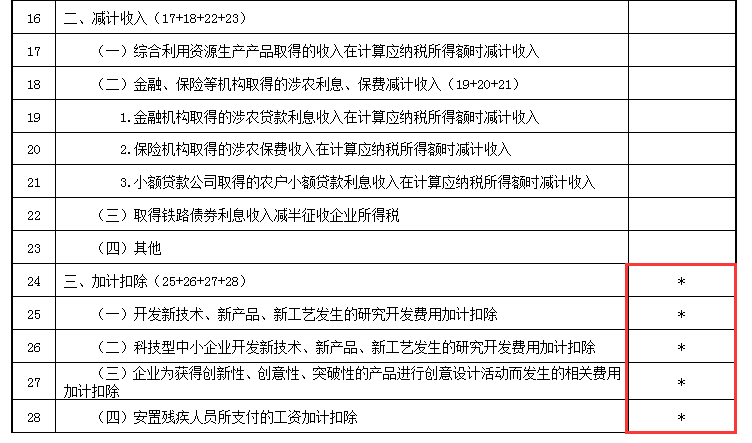 16 二、减计收入（17+18+22+23）
17 （一）综合利用资源生产产品取得的收入在计算应纳税所得额时减计收入
18 （二）金融、保险等机构取得的涉农利息、保费减计收入（19+20+21）
19 1.金融机构取得的涉农贷款利息收入在计算应纳税所得额时减计收入
20 2.保险机构取得的涉农保费收入在计算应纳税所得额时减计收入
21 3.小额贷款公司取得的农户小额贷款利息收入在计算应纳税所得额时减计收入
22 （三）取得铁路债券利息收入减半征收企业所得税
23 （四）其他
24 三、加计扣除（25+26+27+28） *
25 （一）开发新技术、新产品、新工艺发生的研究开发费用加计扣除 *
26 （二）科技型中小企业开发新技术、新产品、新工艺发生的研究开发费用加计扣除 *
27 （三）企业为获得创新性、创意性、突破性的产品进行创意设计活动而发生的相关费用 *
加计扣除
28 （四）安置残疾人员所支付的工资加计扣除 *